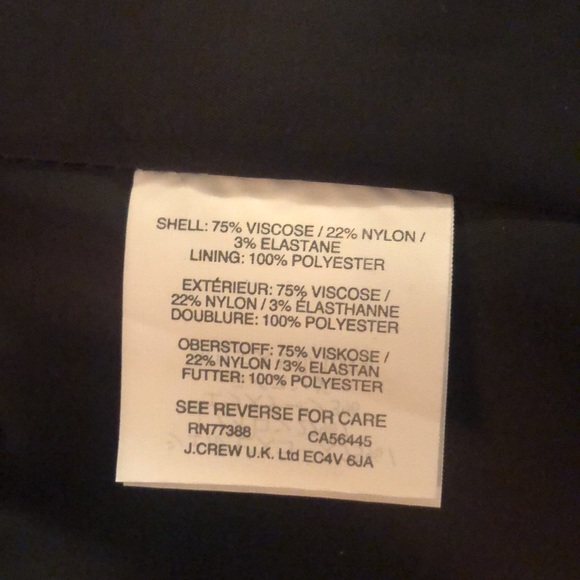 SHELL: 75% VISCOSE / 22% NYLON /
3% ELASTANE
LINING: 100% POLYESTER
EXTÉRIEUR: 75% VISCOSE /
22% NYLON / 3% ÉLASTHANNE
DOUBLURE: 100% POLYESTER
OBERSTOFF: 75% VISKOSE /
22% NYLON / 3% ELASTAN
FUTTER: 100% POLYESTER
SEE REVERSE FOR CARE
RN77388 CA56445
J.CREW U.K. Ltd EC4V 6JA